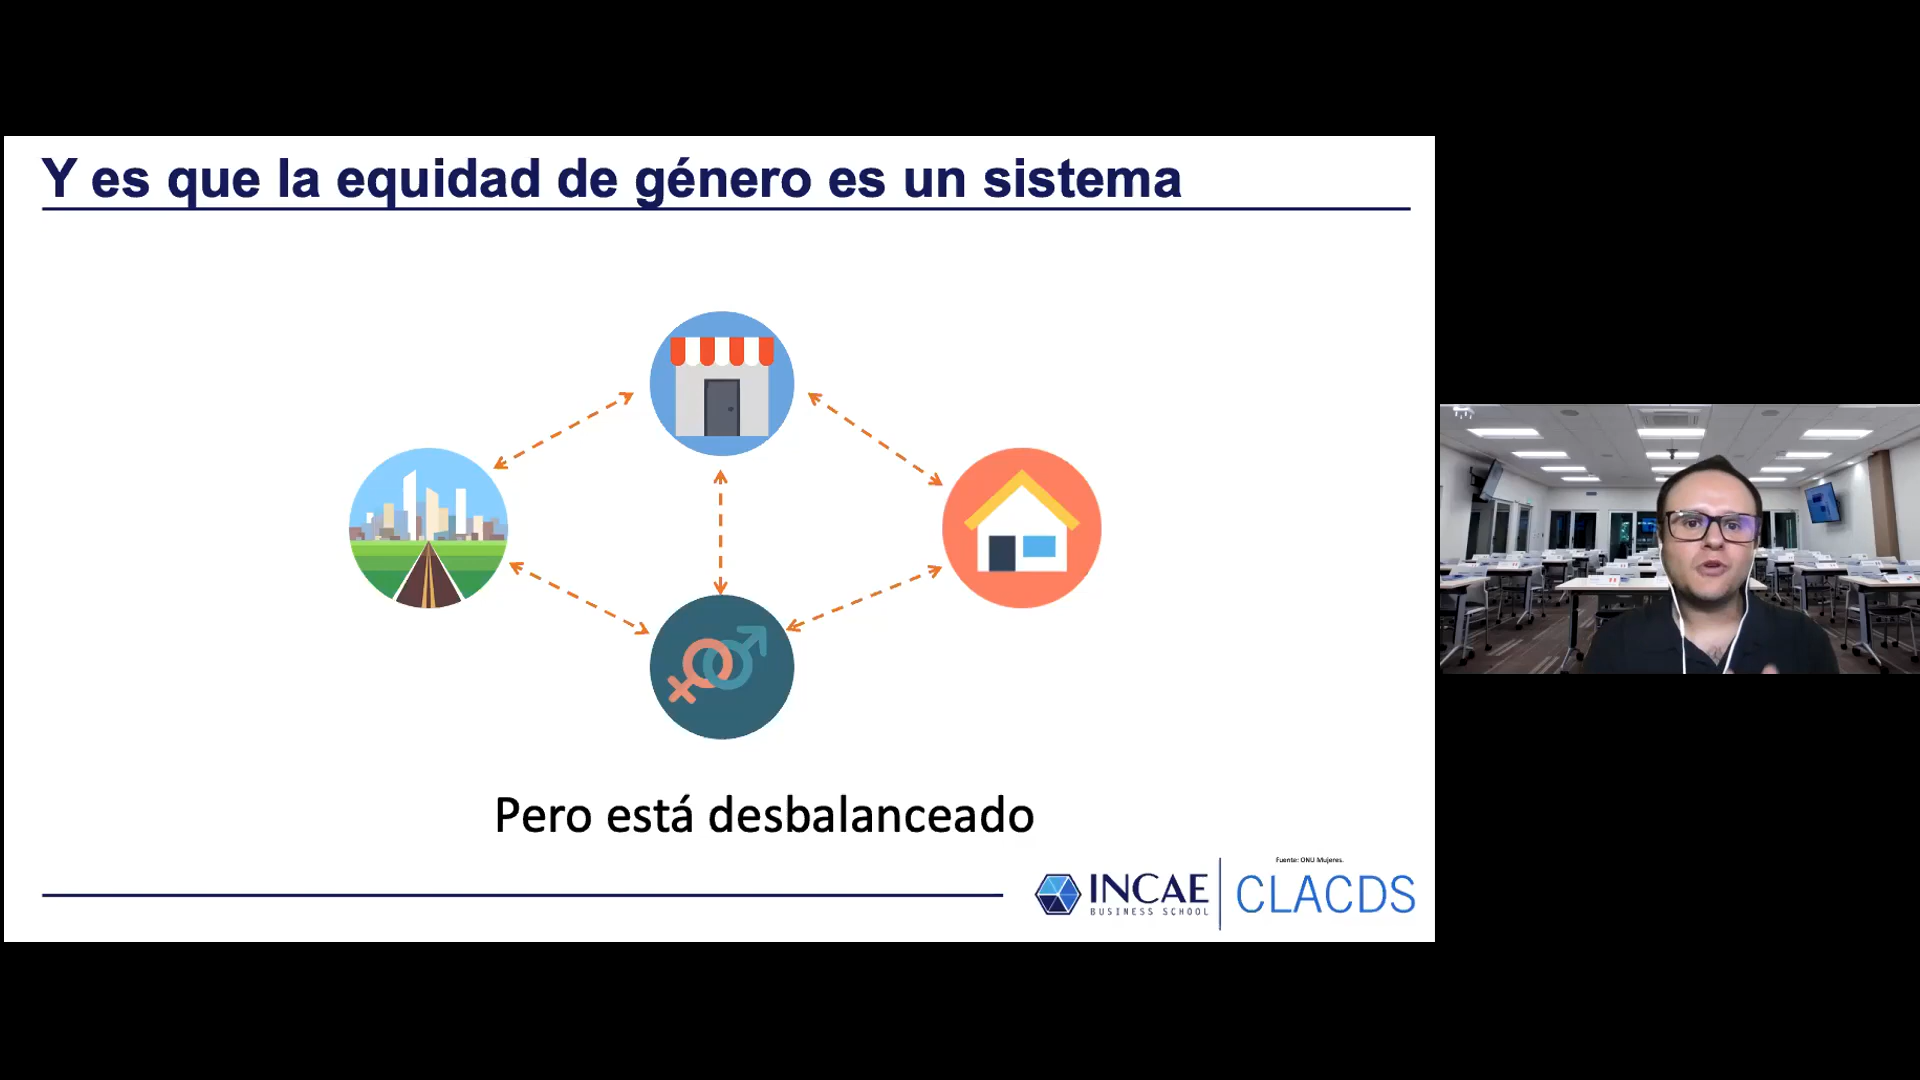 Y es que la equidad de género es un sistema
Pero está desbalanceado
Fuente: ONU Mujeres.
INCAE
BUSINESS SCHOOL
CLACDS